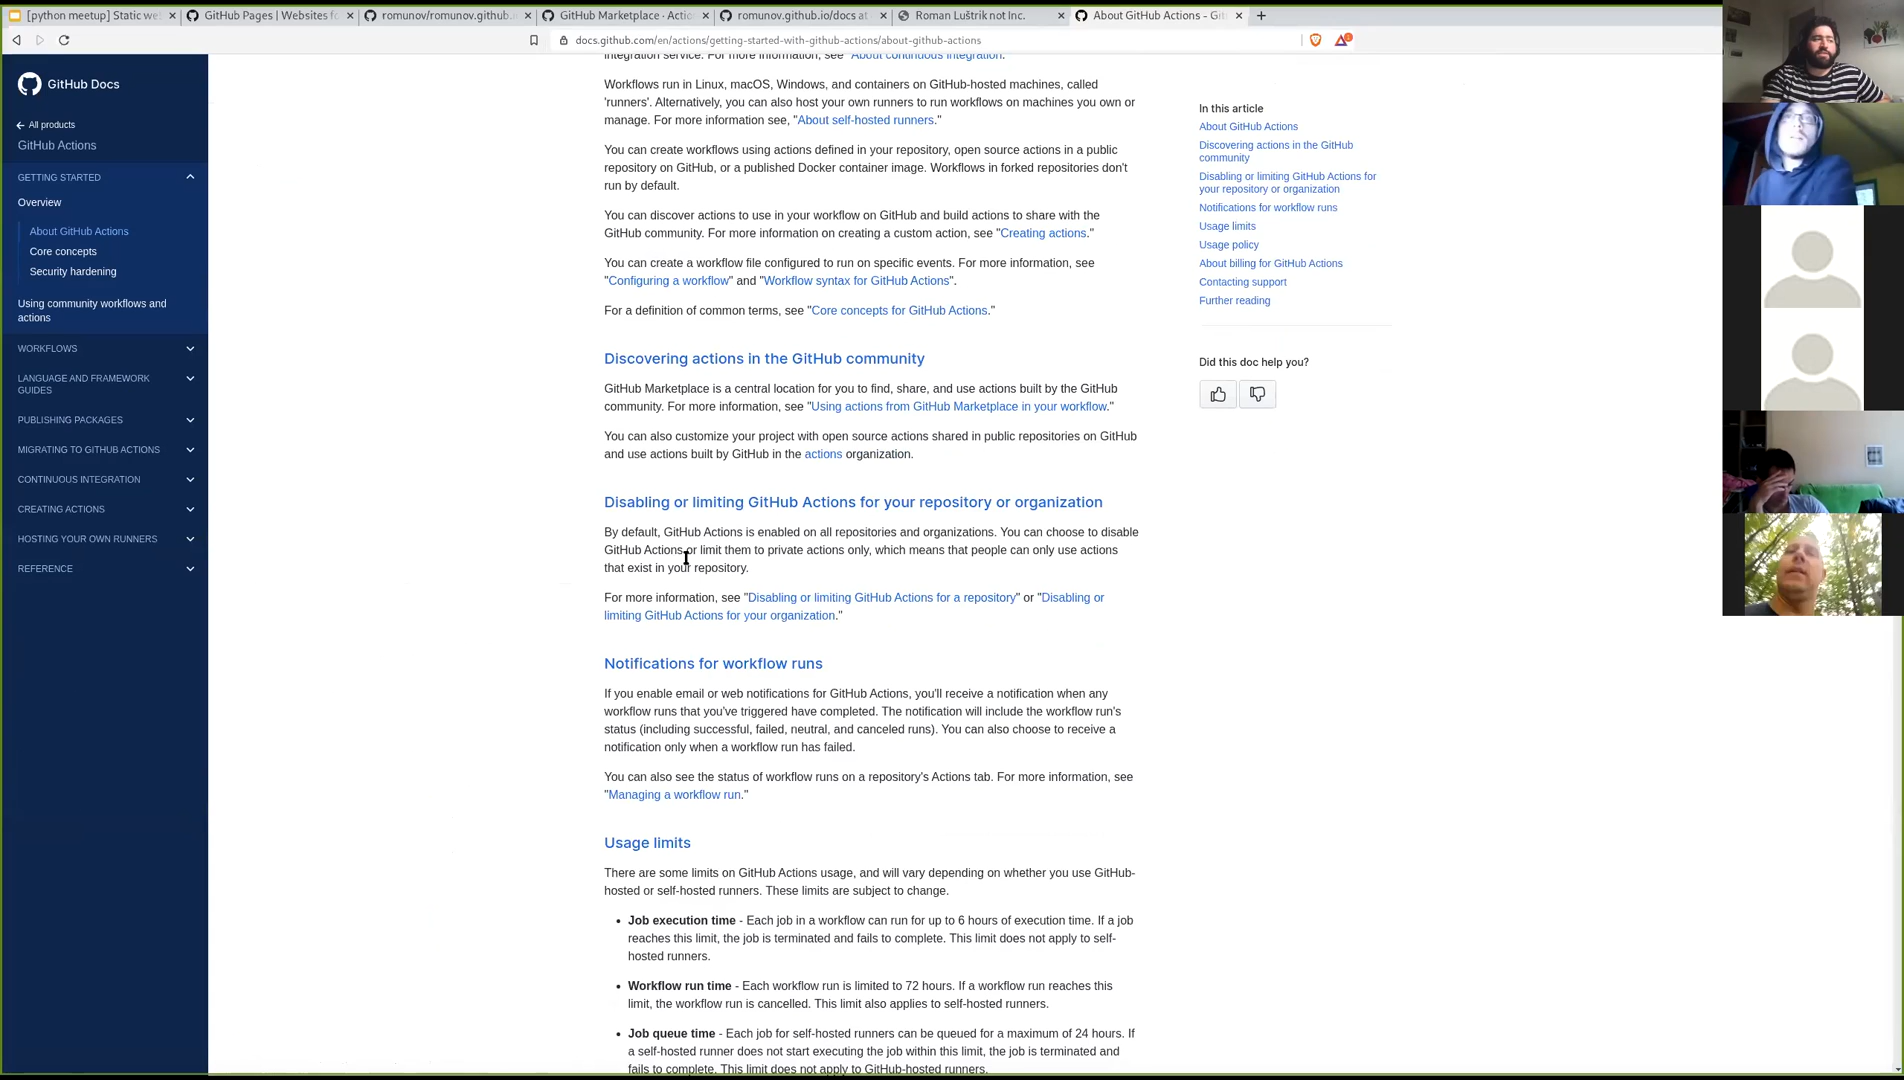 [python meetup] Static we
GitHub Pages | Websites fo
romunov/romunov.github.i
GitHub Marketplace · Actio
romunov.github.io/docs at
Roman Luštrik not Inc.
About GitHub Actions - Git
docs.github.com/en/actions/getting-started-with-github-actions/about-github-actions
GitHub Docs
All products
GitHub Actions
GETTING STARTED
Overview
About GitHub Actions
Core concepts
Security hardening
Using community workflows and
actions
WORKFLOWS
LANGUAGE AND FRAMEWORK
GUIDES
PUBLISHING PACKAGES
MIGRATING TO GITHUB ACTIONS
CONTINUOUS INTEGRATION
CREATING ACTIONS
HOSTING YOUR OWN RUNNERS
REFERENCE
integration service. For more information, see "About continuous integration."
Workflows run in Linux, macOS, Windows, and containers on GitHub-hosted machines, called
'runners'. Alternatively, you can also host your own runners to run workflows on machines you own or
manage. For more information see, "About self-hosted runners."
You can create workflows using actions defined in your repository, open source actions in a public
repository on GitHub, or a published Docker container image. Workflows in forked repositories don't
run by default.
You can discover actions to use in your workflow on GitHub and build actions to share with the
GitHub community. For more information on creating a custom action, see "Creating actions."
You can create a workflow file configured to run on specific events. For more information, see
"Configuring a workflow" and "Workflow syntax for GitHub Actions".
For a definition of common terms, see "Core concepts for GitHub Actions."
Discovering actions in the GitHub community
GitHub Marketplace is a central location for you to find, share, and use actions built by the GitHub
community. For more information, see "Using actions from GitHub Marketplace in your workflow."
You can also customize your project with open source actions shared in public repositories on GitHub
and use actions built by GitHub in the actions organization.
Disabling or limiting GitHub Actions for your repository or organization
By default, GitHub Actions is enabled on all repositories and organizations. You can choose to disable
GitHub Actions or limit them to private actions only, which means that people can only use actions
that exist in your repository.
For more information, see "Disabling or limiting GitHub Actions for a repository" or "Disabling or
limiting GitHub Actions for your organization."
Notifications for workflow runs
If you enable email or web notifications for GitHub Actions, you'll receive a notification when any
workflow runs that you've triggered have completed. The notification will include the workflow run's
status (including successful, failed, neutral, and canceled runs). You can also choose to receive a
notification only when a workflow run has failed.
You can also see the status of workflow runs on a repository's Actions tab. For more information, see
"Managing a workflow run."
Usage limits
There are some limits on GitHub Actions usage, and will vary depending on whether you use GitHub-
hosted or self-hosted runners. These limits are subject to change.
• Job execution time - Each job in a workflow can run for up to 6 hours of execution time. If a job
reaches this limit, the job is terminated and fails to complete. This limit does not apply to self-
hosted runners.
• Workflow run time - Each workflow run is limited to 72 hours. If a workflow run reaches this
limit, the workflow run is cancelled. This limit also applies to self-hosted runners.
• Job queue time - Each job for self-hosted runners can be queued for a maximum of 24 hours. If
a self-hosted runner does not start executing the job within this limit, the job is terminated and
fails to complete. This limit does not apply to GitHub-hosted runners.
In this article
About GitHub Actions
Discovering actions in the GitHub
community
Disabling or limiting GitHub Actions for
your repository or organization
Notifications for workflow runs
Usage limits
Usage policy
About billing for GitHub Actions
Contacting support
Further reading
Did this doc help you?